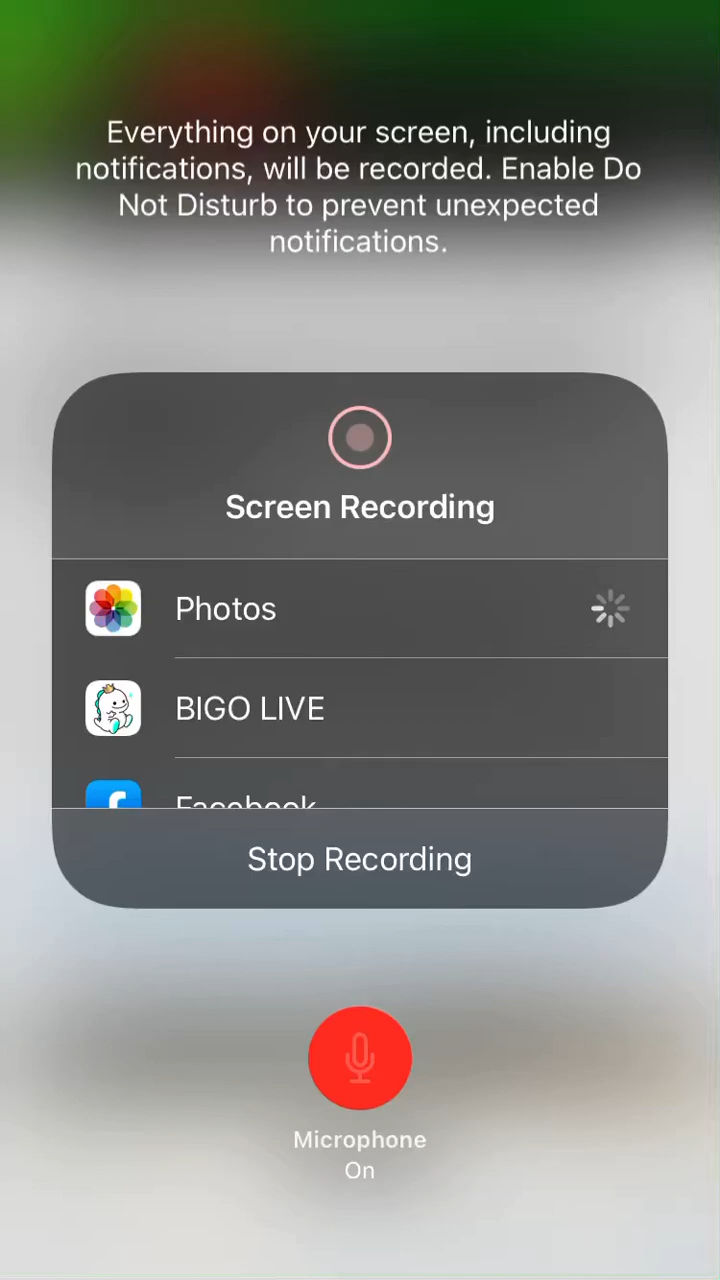 Everything on your screen, including
notifications, will be recorded. Enable Do
Not Disturb to prevent unexpected
notifications.
Screen Recording
Photos
BIGO LIVE
Facebook
Stop Recording
Microphone
On